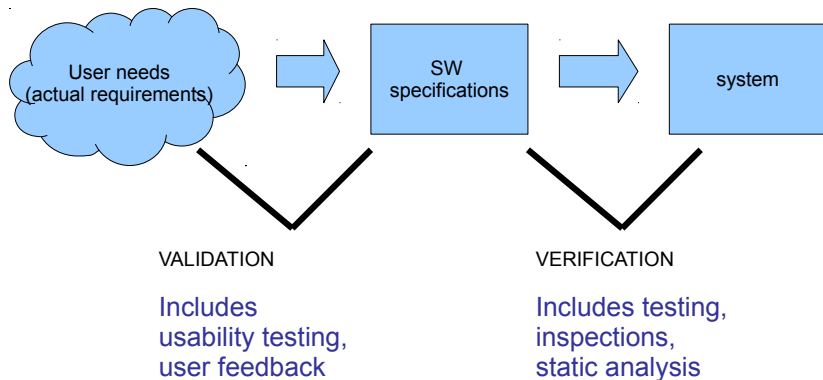 User needs
(actual requirements)
SW
specifications
system
VALIDATION
Includes
usability testing,
user feedback
VERIFICATION
Includes testing,
inspections,
static analysis